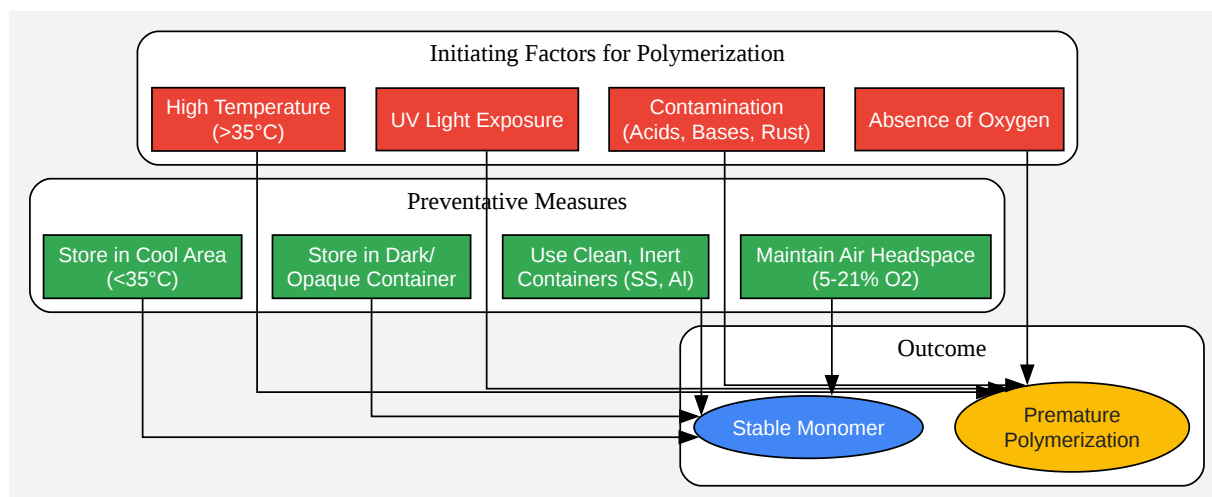 Initiating Factors for Polymerization
High Temperature
(>35°C)
UV Light Exposure
Contamination
(Acids, Bases, Rust)
Absence of Oxygen
Preventative Measures
Store in Cool Area
(<35°C)
Store in Dark/
Opaque Container
Use Clean, Inert
Containers (SS, Al)
Maintain Air Headspace
(5-21% O2)
Outcome
Stable Monomer
Premature
Polymerization